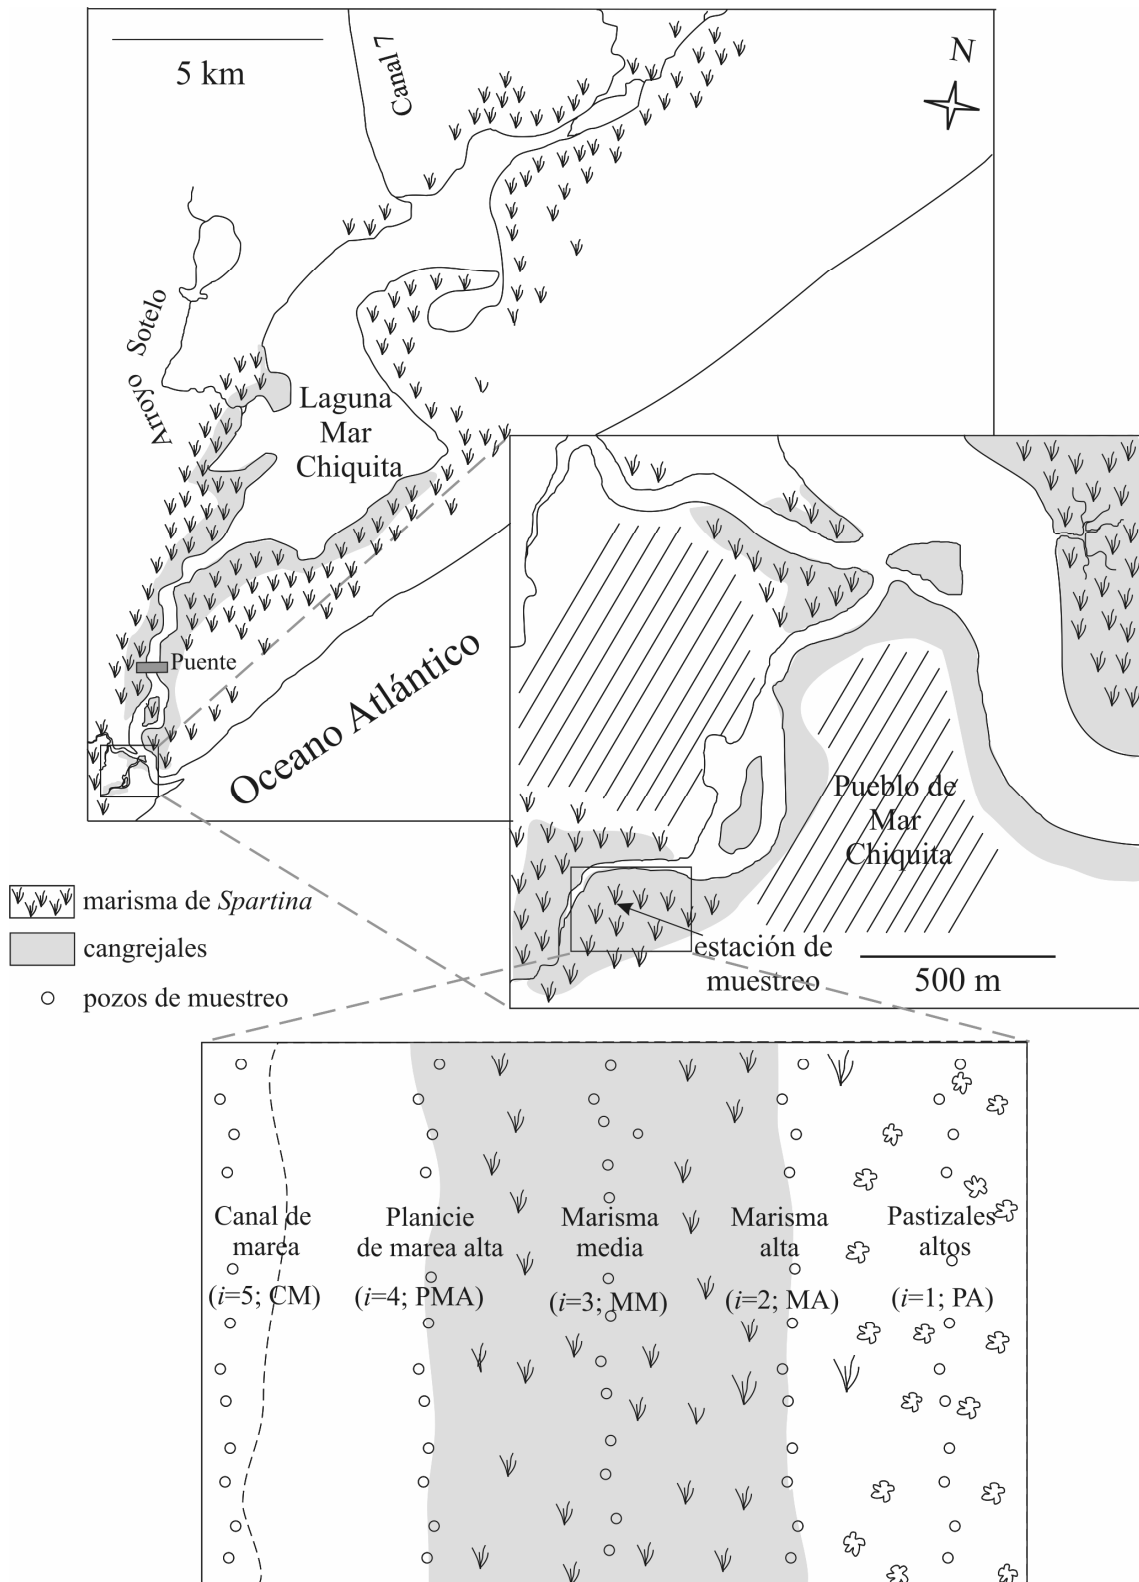 5 km
Canal 7
N
Arroyo Sotelo
Laguna
Mar
Chiquita
Puente
Oceano Atlántico
Pueblo de
Mar
Chiquita
estación de
muestreo
500 m
marisma de Spartina
cangrejales
pozos de muestreo
Canal de
marea
(i=5; CM)
Planicie
de marea alta
(i=4; PMA)
Marisma
media
(i=3; MM)
Marisma
alta
(i=2; MA)
Pastizales
altos
(i=1; PA)